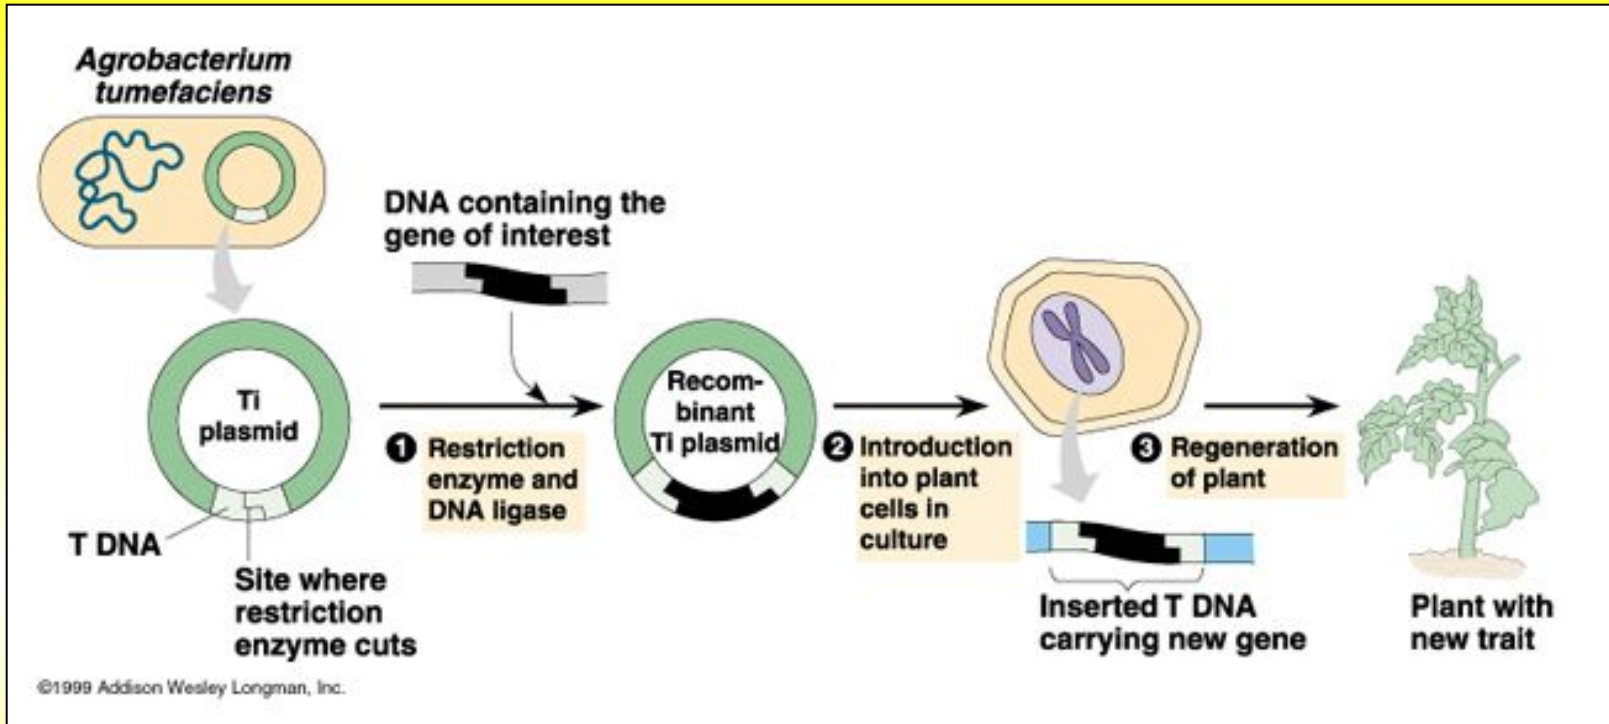 Agrobacterium
tumefaciens
DNA containing the
gene of interest
Ti
plasmid
T DNA
Site where
restriction
enzyme cuts
1 Restriction
enzyme and
DNA ligase
Recom-
binant
Ti plasmid
2 Introduction
into plant
cells in
culture
Inserted T DNA
carrying new gene
3 Regeneration
of plant
Plant with
new trait
©1999 Addison Wesley Longman, Inc.